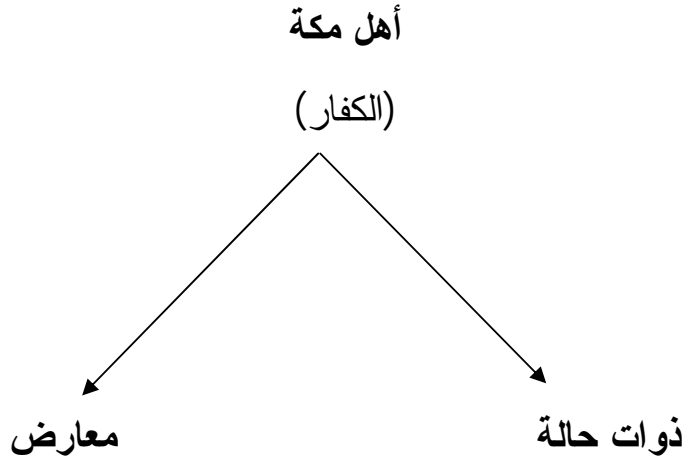 أهل مكة
(الكفار)
ذوات حالة
معارض